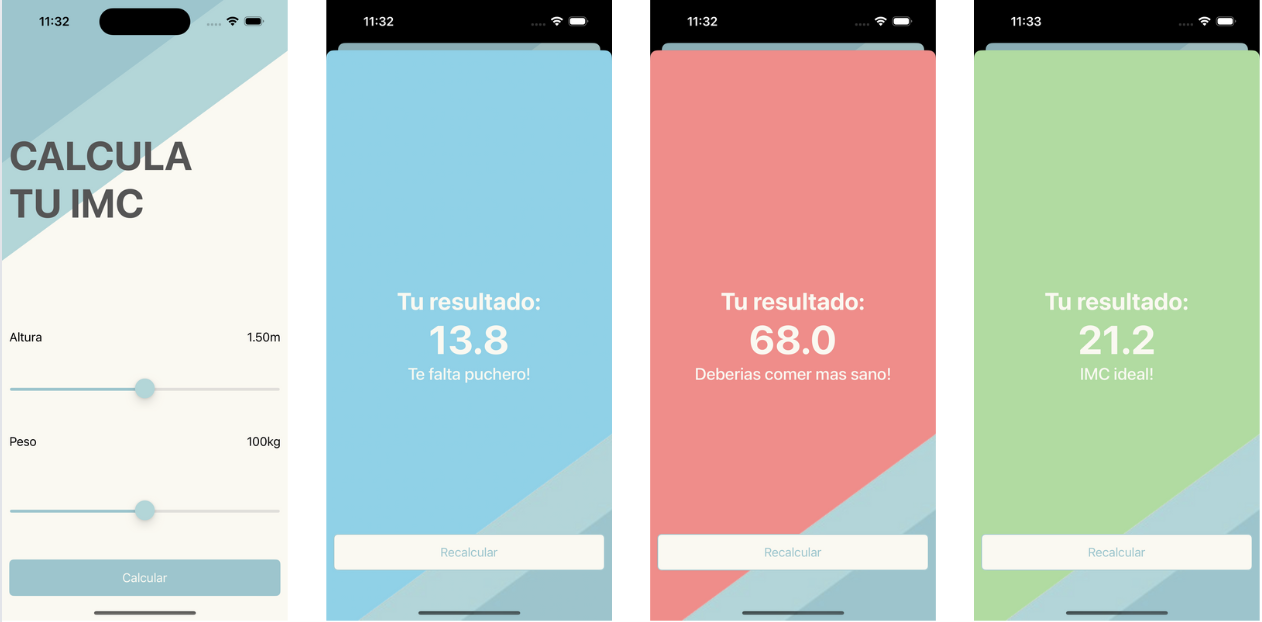 11:32
CALCULA
TU IMC
Altura 1.50m
Peso 100kg
Calcular
11:32
Tu resultado:
13.8
Te falta puchero!
Recalcular
11:32
Tu resultado:
68.0
Deberias comer mas sano!
Recalcular
11:33
Tu resultado:
21.2
IMC ideal!
Recalcular